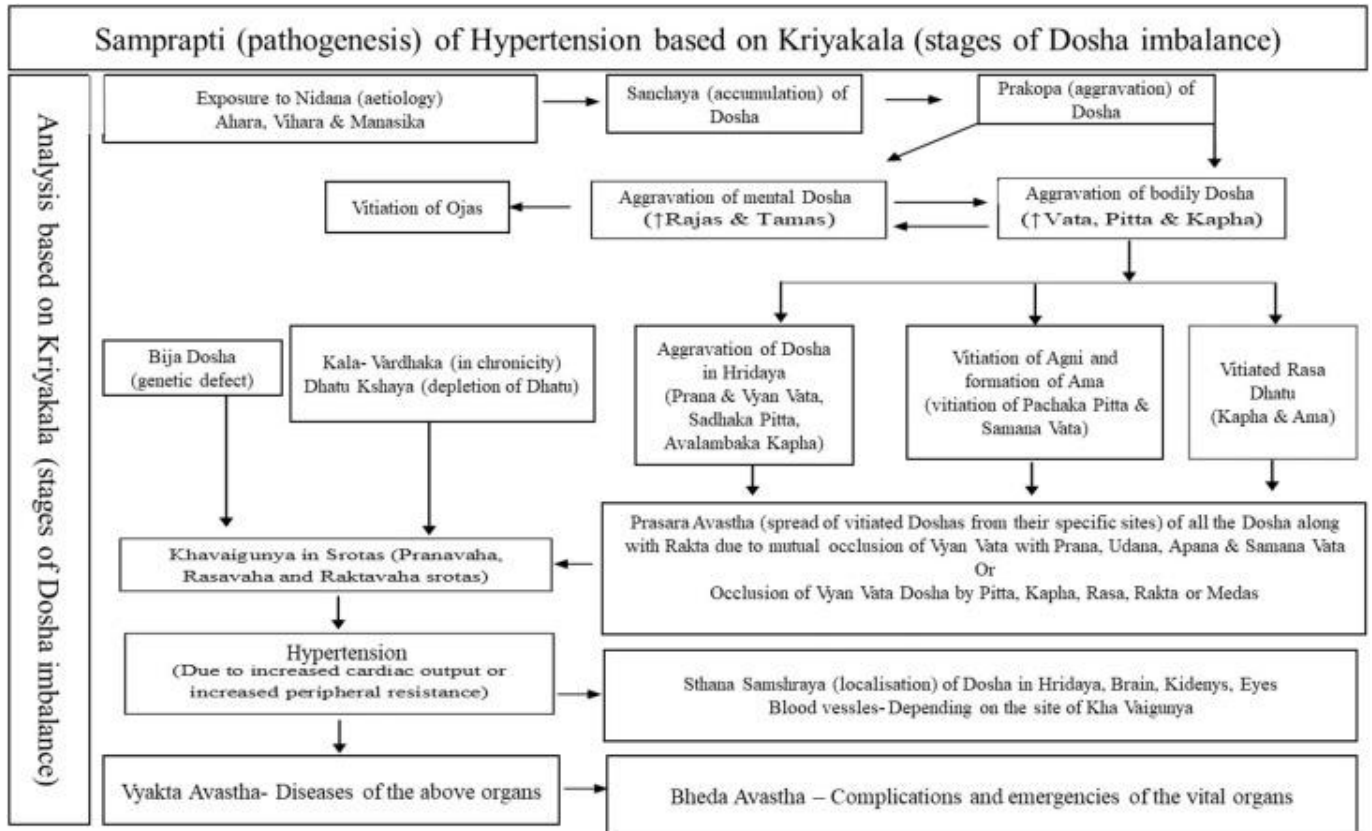 Samprapti (pathogenesis) of Hypertension based on Kriyakala (stages of Dosha imbalance)
Analysis based on Kriyakala (stages of Dosha imbalance)
Exposure to Nidana (aetiology)
Ahara, Vihara & Manasika
Sanchaya (accumulation) of
Dosha
Prakopa (aggravation) of
Dosha
Vitiation of Ojas
Aggravation of mental Dosha
(↑Rajas & Tamas)
Aggravation of bodily Dosha
(↑Vata, Pitta & Kapha)
Bija Dosha
(genetic defect)
Kala- Vardhaka (in chronicity)
Dhatu Kshaya (depletion of Dhatu)
Aggravation of Dosha
in Hridaya
(Prana & Vyan Vata,
Sadhaka Pitta,
Avalambaka Kapha)
Vitiation of Agni and
formation of Ama
(vitiation of Pachaka Pitta &
Samana Vata)
Vitiated Rasa
Dhatu
(Kapha & Ama)
Khavaigunya in Srotas (Pranavaha,
Rasavaha and Raktavaha srotas)
Prasara Avastha (spread of vitiated Doshas from their specific sites) of all the Dosha along
with Rakta due to mutual occlusion of Vyan Vata with Prana, Udana, Apana & Samana Vata
Or
Occlusion of Vyan Vata Dosha by Pitta, Kapha, Rasa, Rakta or Medas
Hypertension
(Due to increased cardiac output or
increased peripheral resistance)
Sthana Samshraya (localisation) of Dosha in Hridaya, Brain, Kidenys, Eyes
Blood vessles- Depending on the site of Kha Vaigunya
Vyakta Avastha- Diseases of the above organs
Bheda Avastha – Complications and emergencies of the vital organs